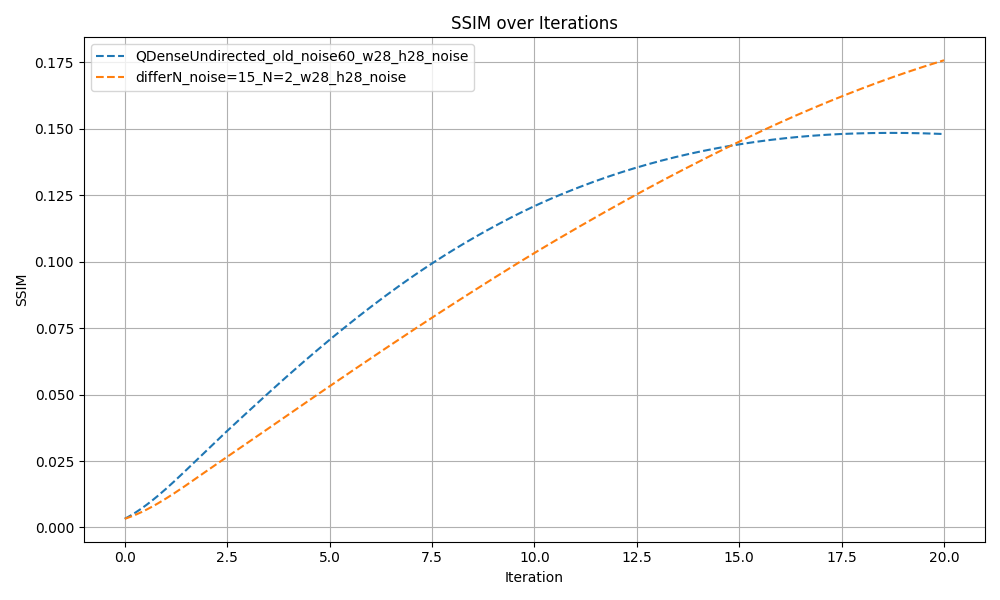 SSIM over Iterations
QDenseUndirected_old_noise60_w28_h28_noise
differN_noise=15_N=2_w28_h28_noise
SSIM
0.175
0.150
0.125
0.100
0.075
0.050
0.025
0.000
0.0 2.5 5.0 7.5 10.0 12.5 15.0 17.5 20.0
Iteration